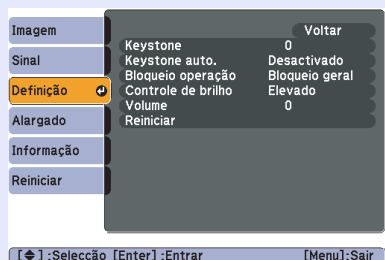 Imagem
Sinal
Definição
Alargado
Informação
Reiniciar
Voltar
Keystone 0
Keystone auto. Desactivado
Bloqueio operação Bloqueio geral
Controle de brilho Elevado
Volume 0
Reiniciar
[◆] :Selecção [Enter] :Entrar [Menu]:Sair